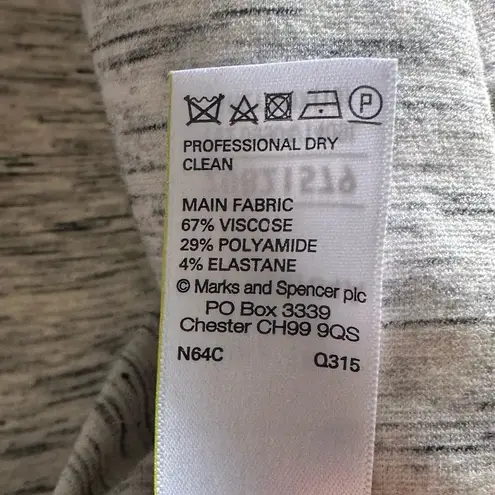 P
PROFESSIONAL DRY
CLEAN
MAIN FABRIC
67% VISCOSE
29% POLYAMIDE
4% ELASTANE
© Marks and Spencer plc
PO Box 3339
Chester CH99 9QS
N64C Q315